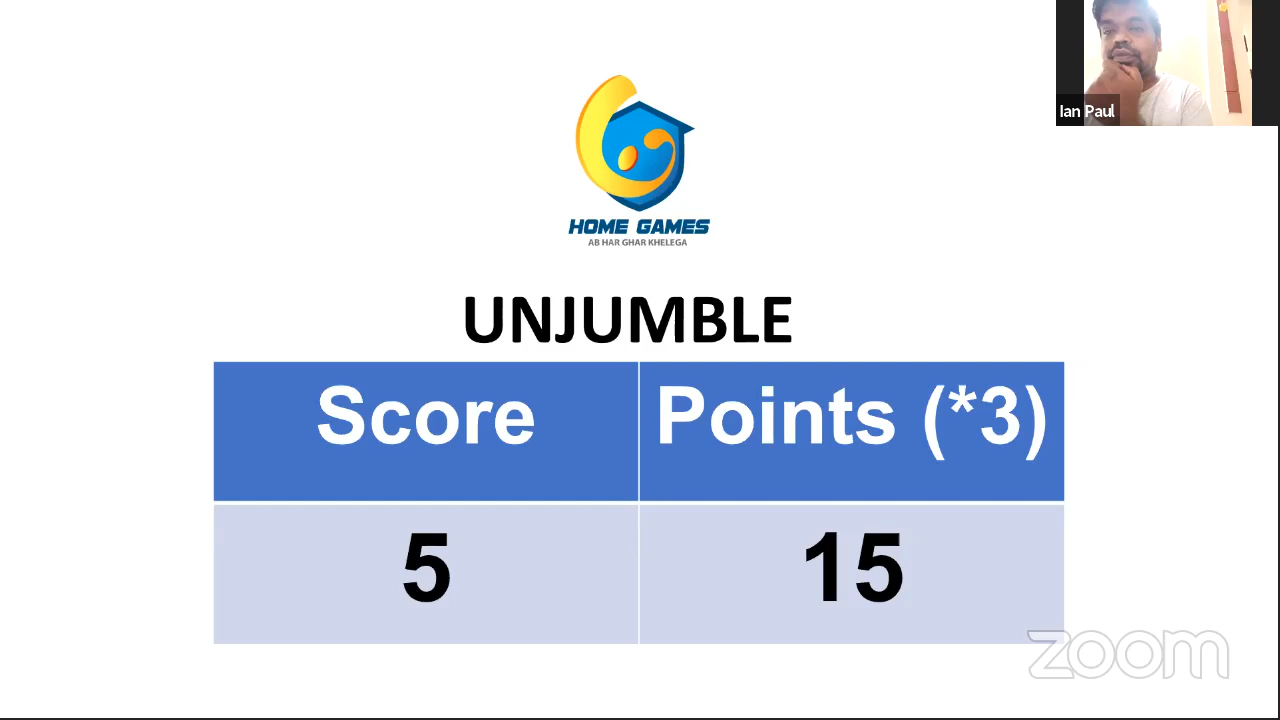 Ian Paul
HOME GAMES
AB HAR GHAR KHELEGA
UNJUMBLE
Score
Points (*3)
5
15
zoom